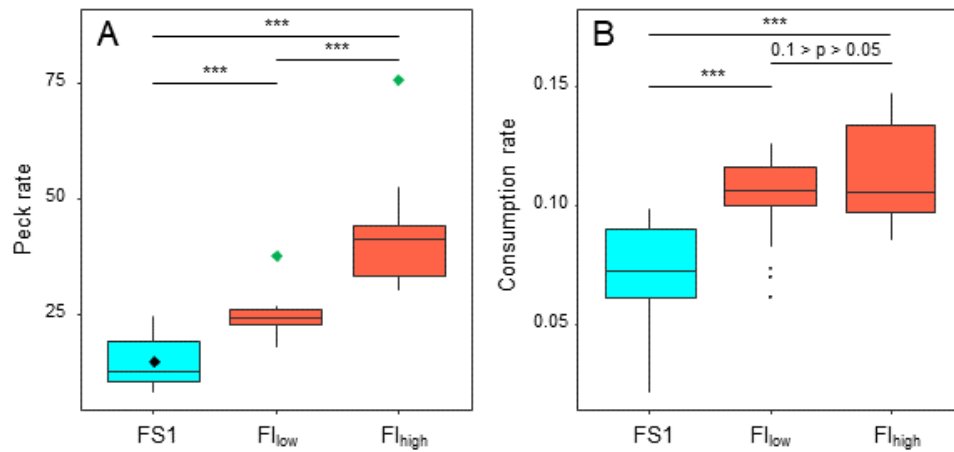 A
***
***
***
Peck rate
75
50
25
FS1
FIlow
FIhigh
B
***
0.1 > p > 0.05
***
Consumption rate
0.15
0.10
0.05
FS1
FIlow
FIhigh